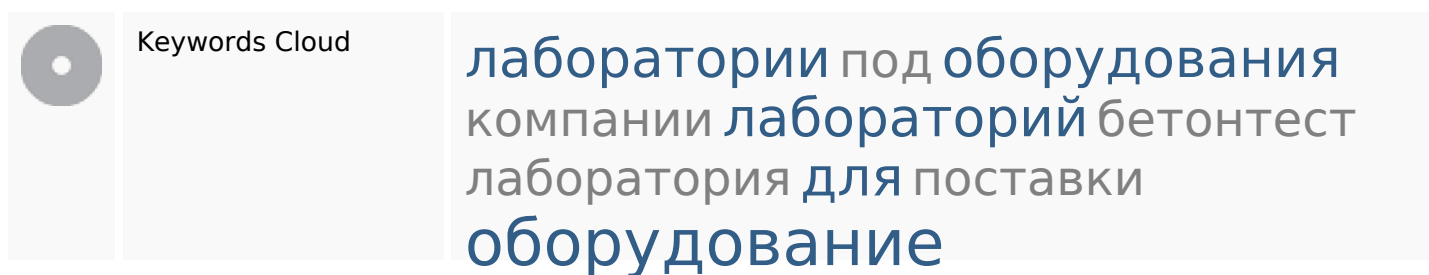 Keywords Cloud
лаборатории под оборудования
компании лабораторий бетонтест
лаборатория для поставки
оборудование